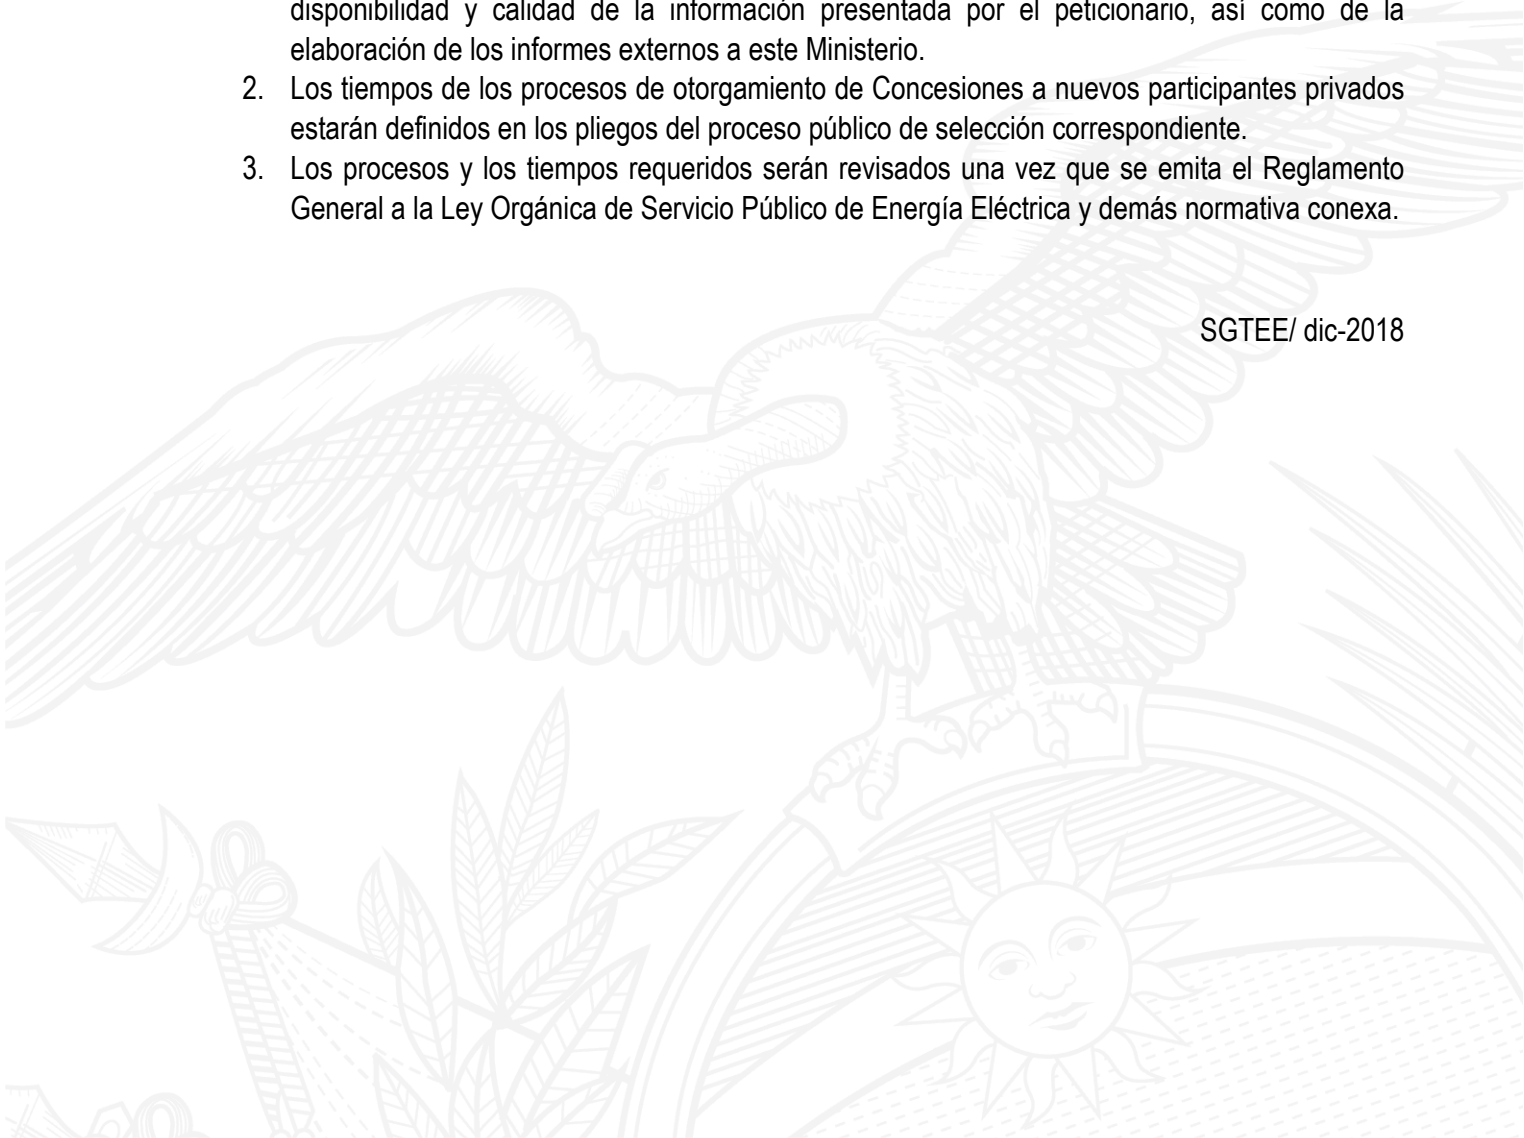 disponibilidad y calidad de la información presentada por el peticionario, así como de la
elaboración de los informes externos a este Ministerio.
2. Los tiempos de los procesos de otorgamiento de Concesiones a nuevos participantes privados
estarán definidos en los pliegos del proceso público de selección correspondiente.
3. Los procesos y los tiempos requeridos serán revisados una vez que se emita el Reglamento
General a la Ley Orgánica de Servicio Público de Energía Eléctrica y demás normativa conexa.
SGTEE/ dic-2018